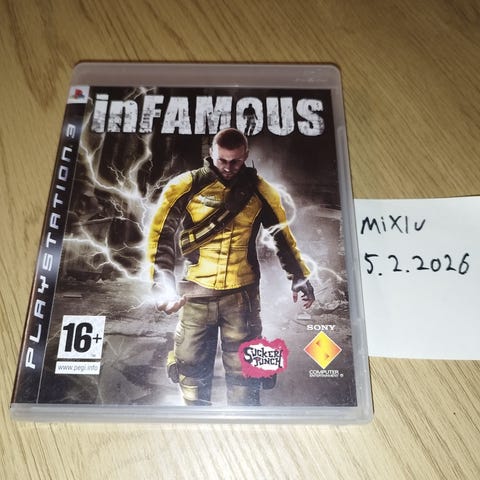 inFAMOUS
PLAYSTATION 3
16+
www.pegi.info
SUCKER PUNCH
SONY
COMPUTER
ENTERTAINMENT
MiXlu
5.2.2026